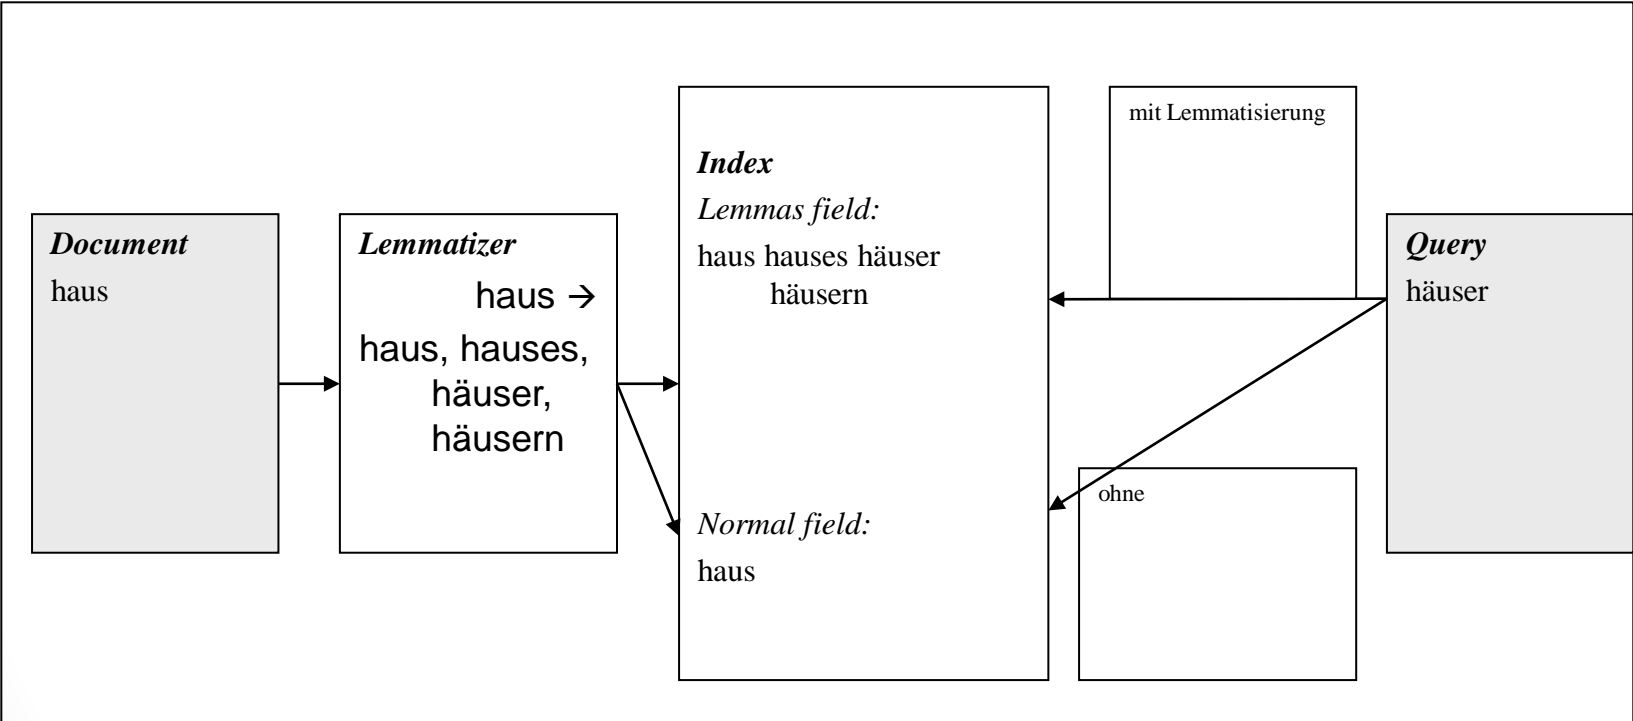 Document
haus
Lemmatizer
haus →
haus, hauses,
häuser,
häusern
Index
Lemmas field:
haus hauses häuser
häusern
Normal field:
haus
mit Lemmatisierung
ohne
Query
häuser